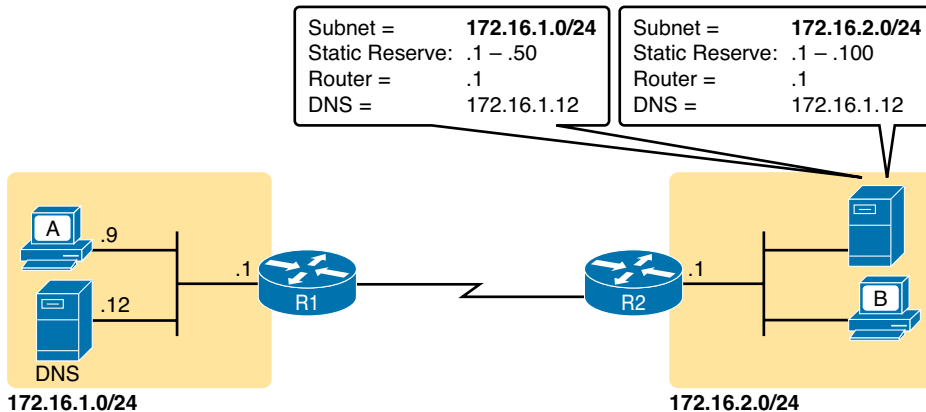 Subnet = 172.16.1.0/24
Static Reserve: .1 – .50
Router = .1
DNS = 172.16.1.12
Subnet = 172.16.2.0/24
Static Reserve: .1 – .100
Router = .1
DNS = 172.16.1.12
A
.9
.12
DNS
.1
R1
R2
.1
B
172.16.1.0/24
172.16.2.0/24